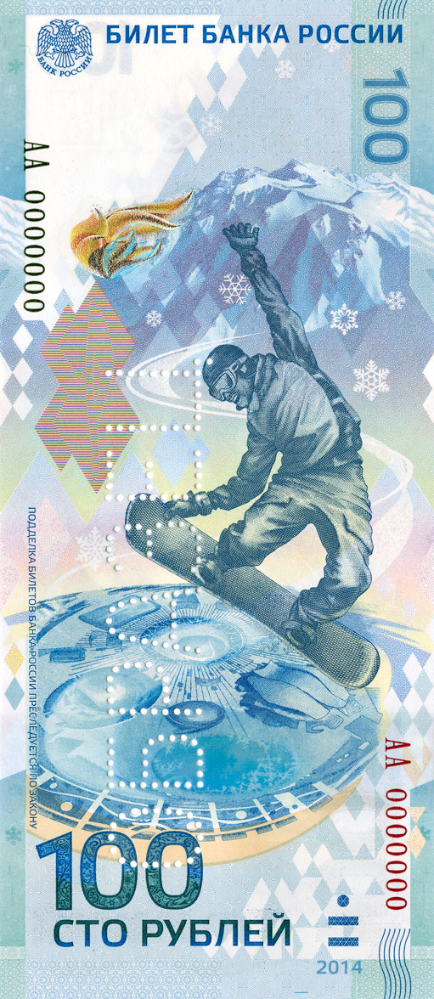 БИЛЕТ БАНКА РОССИИ
БАНК РОССИИ
100
АА 0000000
ОБРАЗЕЦ
ПОДДЕЛКА БИЛЕТОВ БАНКА РОССИИ ПРЕСЛЕДУЕТСЯ ПО ЗАКОНУ
АА 0000000
100
СТО РУБЛЕЙ
2014